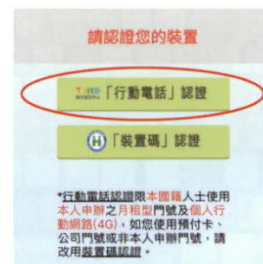 請認證您的裝置
「行動電話」認證
「裝置碼」認證
*行動電話認證限本國籍人士使用
本人申辦之月租型門號及個人行
動網路(4G)，如您使用預付卡、
公司門號或非本人申辦門號，請
改用裝置碼認證。